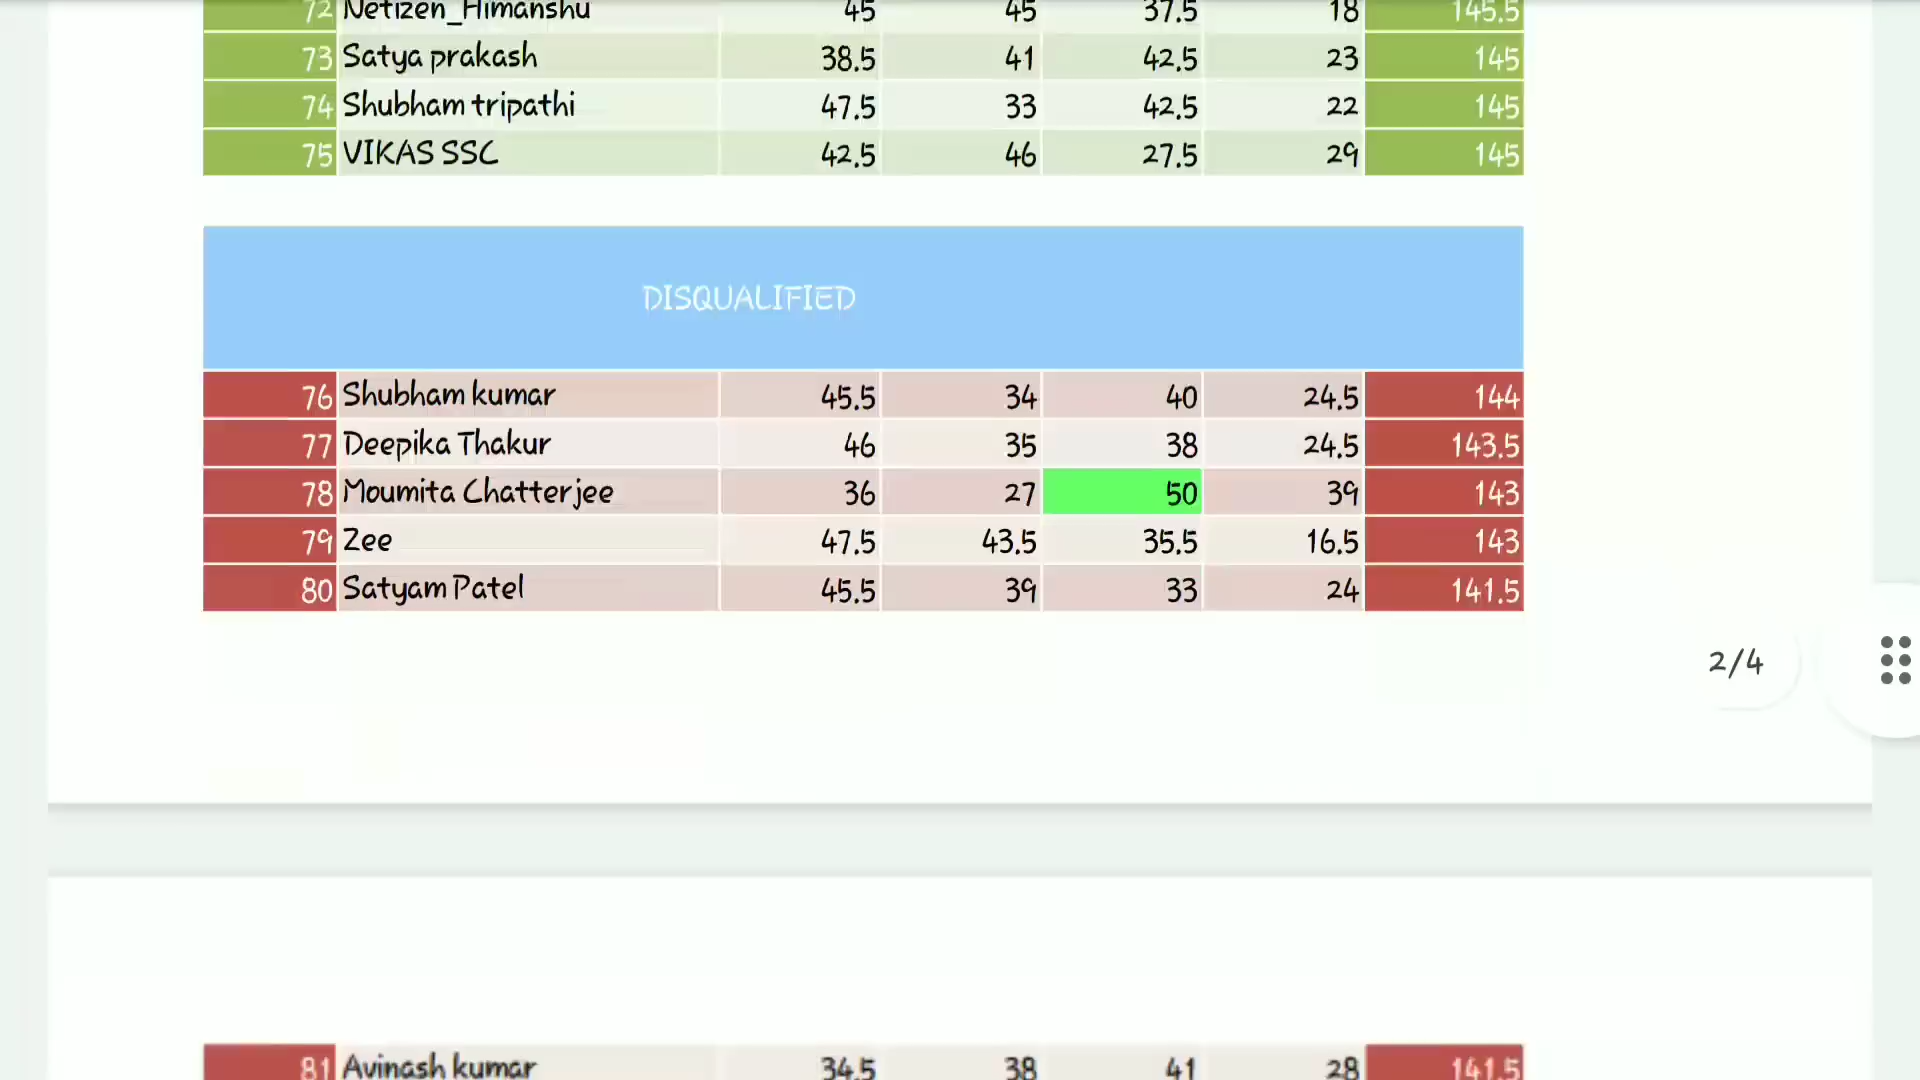 72 Netizen_Himanshu 45 45 37.5 18 145.5
73 Satya prakash 38.5 41 42.5 23 145
74 Shubham tripathi 47.5 33 42.5 22 145
75 VIKAS SSC 42.5 46 27.5 29 145
DISQUALIFIED
76 Shubham kumar 45.5 34 40 24.5 144
77 Deepika Thakur 46 35 38 24.5 143.5
78 Moumita Chatterjee 36 27 50 39 143
79 Zee 47.5 43.5 35.5 16.5 143
80 Satyam Patel 45.5 39 33 24 141.5
2/4
81 Avinash kumar 34.5 38 41 28 141.5